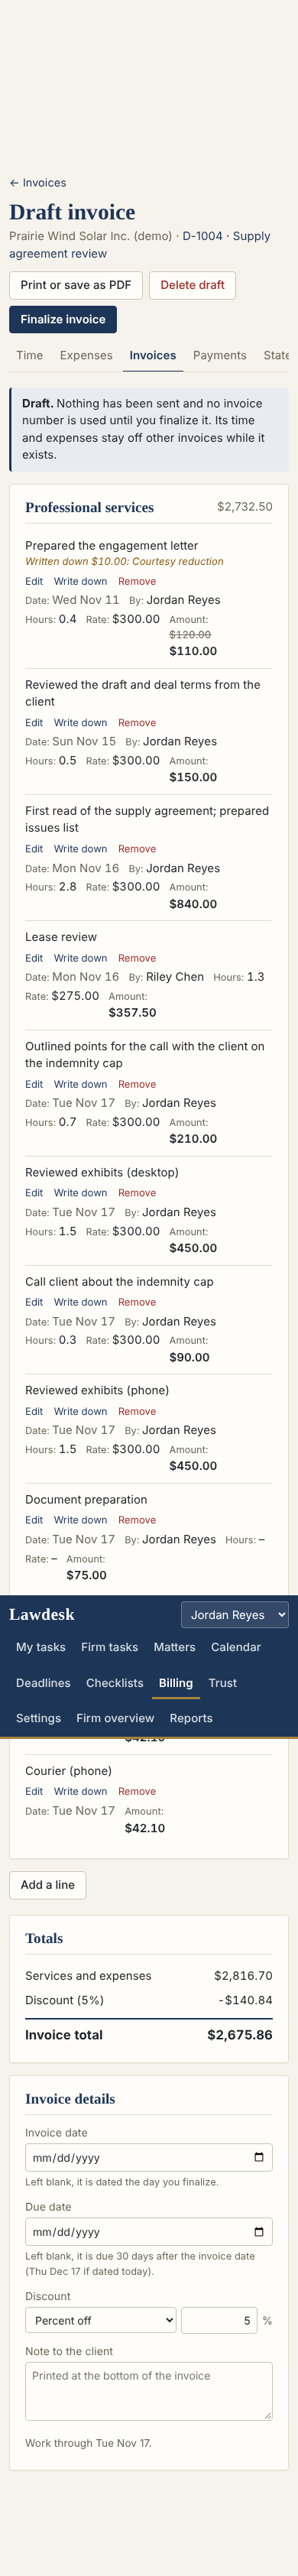 ← Invoices
Draft invoice
Prairie Wind Solar Inc. (demo) · D-1004 · Supply
agreement review
Print or save as PDF Delete draft
Finalize invoice
Time Expenses Invoices Payments State
Draft. Nothing has been sent and no invoice
number is used until you finalize it. Its time
and expenses stay off other invoices while it
exists.
Professional services $2,732.50
Prepared the engagement letter
Written down $10.00: Courtesy reduction
Edit Write down Remove
Date: Wed Nov 11 By: Jordan Reyes
Hours: 0.4 Rate: $300.00 Amount:
$120.00
$110.00
Reviewed the draft and deal terms from the
client
Edit Write down Remove
Date: Sun Nov 15 By: Jordan Reyes
Hours: 0.5 Rate: $300.00 Amount:
$150.00
First read of the supply agreement; prepared
issues list
Edit Write down Remove
Date: Mon Nov 16 By: Jordan Reyes
Hours: 2.8 Rate: $300.00 Amount:
$840.00
Lease review
Edit Write down Remove
Date: Mon Nov 16 By: Riley Chen Hours: 1.3
Rate: $275.00 Amount:
$357.50
Outlined points for the call with the client on
the indemnity cap
Edit Write down Remove
Date: Tue Nov 17 By: Jordan Reyes
Hours: 0.7 Rate: $300.00 Amount:
$210.00
Reviewed exhibits (desktop)
Edit Write down Remove
Date: Tue Nov 17 By: Jordan Reyes
Hours: 1.5 Rate: $300.00 Amount:
$450.00
Call client about the indemnity cap
Edit Write down Remove
Date: Tue Nov 17 By: Jordan Reyes
Hours: 0.3 Rate: $300.00 Amount:
$90.00
Reviewed exhibits (phone)
Edit Write down Remove
Date: Tue Nov 17 By: Jordan Reyes
Hours: 1.5 Rate: $300.00 Amount:
$450.00
Document preparation
Edit Write down Remove
Date: Tue Nov 17 By: Jordan Reyes Hours: –
Rate: – Amount:
$75.00
Lawdesk Jordan Reyes
My tasks Firm tasks Matters Calendar
Deadlines Checklists Billing Trust
Settings Firm overview Reports
Courier (phone)
Edit Write down Remove
Date: Tue Nov 17 Amount:
$42.10
Add a line
Totals
Services and expenses $2,816.70
Discount (5%) -$140.84
Invoice total $2,675.86
Invoice details
Invoice date
mm/dd/yyyy
Left blank, it is dated the day you finalize.
Due date
mm/dd/yyyy
Left blank, it is due 30 days after the invoice date
(Thu Dec 17 if dated today).
Discount
Percent off 5 %
Note to the client
Printed at the bottom of the invoice
Work through Tue Nov 17.